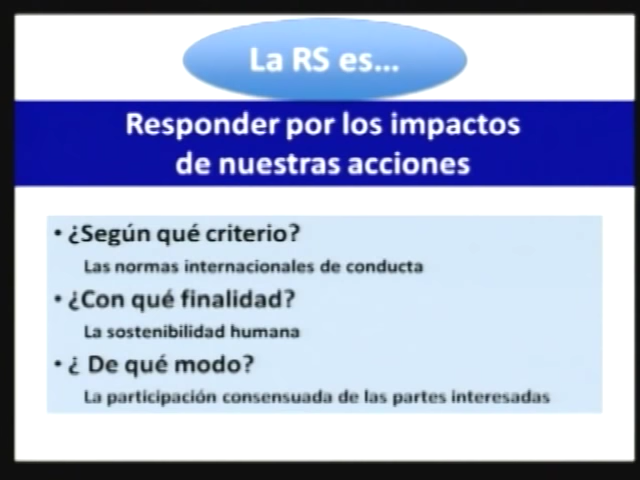 La RS es...
Responder por los impactos
de nuestras acciones
• ¿Según qué criterio?
Las normas internacionales de conducta
• ¿Con qué finalidad?
La sostenibilidad humana
• ¿ De qué modo?
La participación consensuada de las partes interesadas